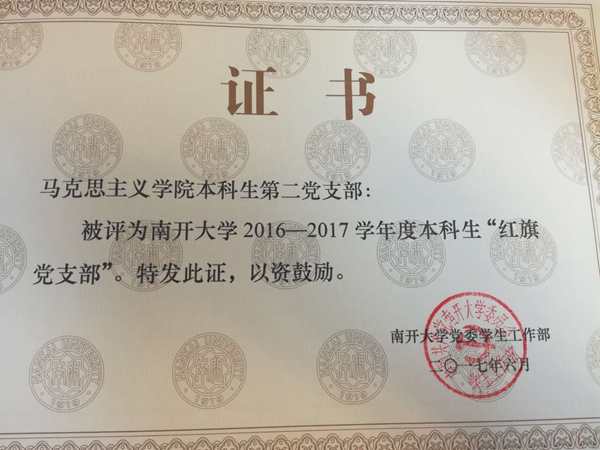 证书
马克思主义学院本科生第二党支部：
被评为南开大学2016—2017学年度本科生“红旗
党支部”。特发此证，以资鼓励。
南开大学党委学生工作部
二〇一七年六月